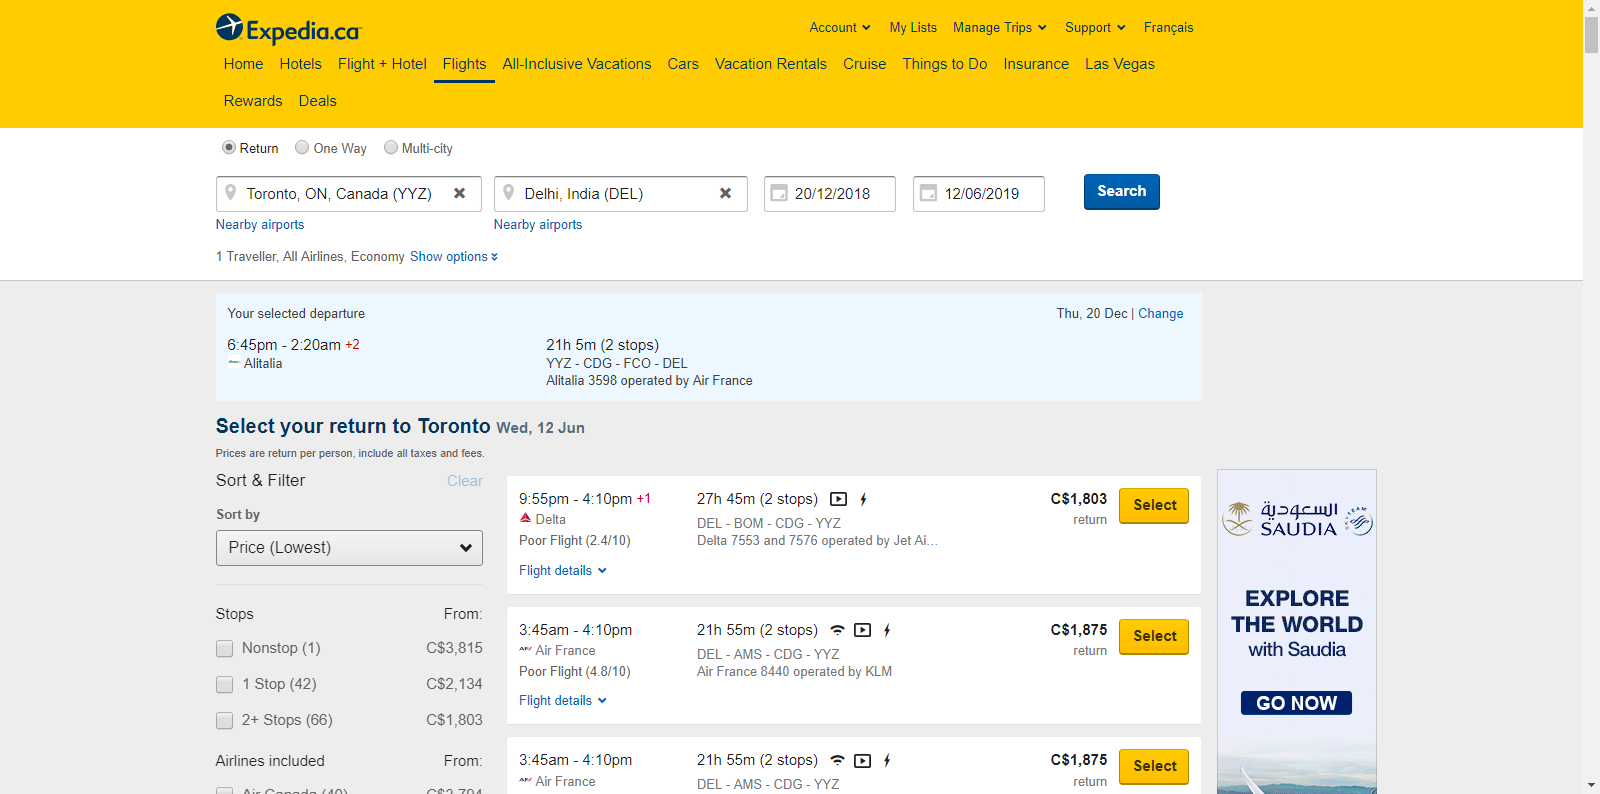 Expedia.ca
Account My Lists Manage Trips Support Français
Home Hotels Flight + Hotel Flights All-Inclusive Vacations Cars Vacation Rentals Cruise Things to Do Insurance Las Vegas
Rewards Deals
Return One Way Multi-city
Toronto, ON, Canada (YYZ) Delhi, India (DEL) 20/12/2018 12/06/2019 Search
Nearby airports Nearby airports
1 Traveller, All Airlines, Economy Show options
Your selected departure Thu, 20 Dec | Change
6:45pm - 2:20am +2 21h 5m (2 stops)
Alitalia YYZ - CDG - FCO - DEL
Alitalia 3598 operated by Air France
Select your return to Toronto Wed, 12 Jun
Prices are return per person, include all taxes and fees.
Sort & Filter Clear
Sort by
Price (Lowest)
Stops From:
Nonstop (1) C$3,815
1 Stop (42) C$2,134
2+ Stops (66) C$1,803
Airlines included From:
Air Canada (40) C$3,794
9:55pm - 4:10pm +1 27h 45m (2 stops) C$1,803 Select
Delta DEL - BOM - CDG - YYZ return
Poor Flight (2.4/10) Delta 7553 and 7576 operated by Jet Ai...
Flight details
3:45am - 4:10pm 21h 55m (2 stops) C$1,875 Select
Air France DEL - AMS - CDG - YYZ return
Poor Flight (4.8/10) Air France 8440 operated by KLM
Flight details
3:45am - 4:10pm 21h 55m (2 stops) C$1,875 Select
Air France DEL - AMS - CDG - YYZ return
السعودية
SAUDIA
SKYTEAM
EXPLORE
THE WORLD
with Saudia
GO NOW